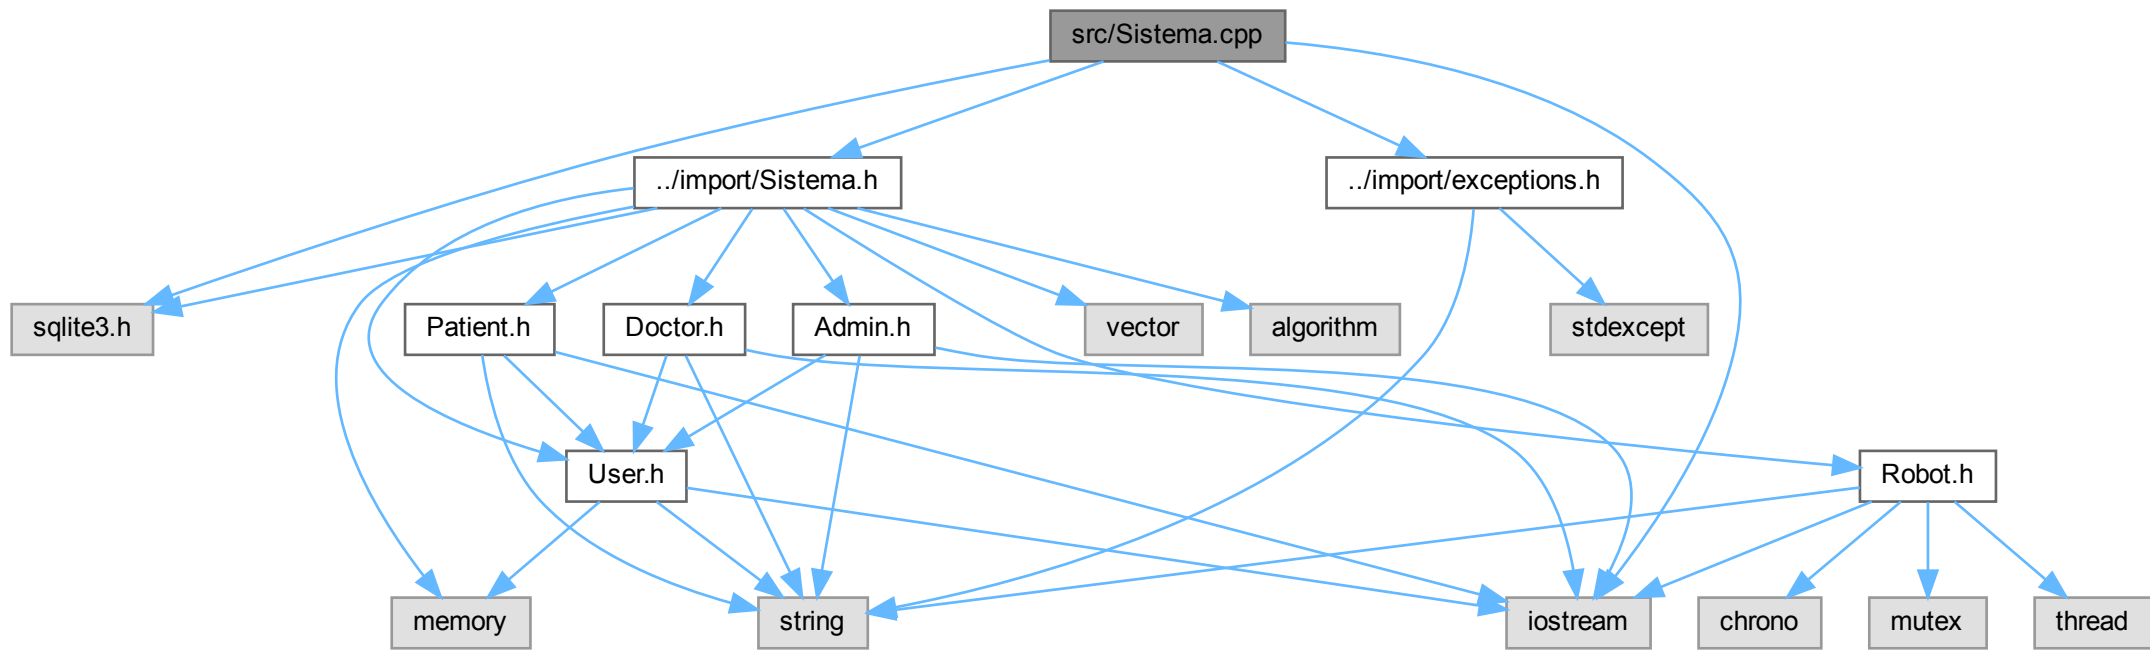 src/Sistema.cpp
../import/Sistema.h
../import/exceptions.h
sqlite3.h
Patient.h
Doctor.h
Admin.h
vector
algorithm
stdexcept
User.h
Robot.h
memory
string
iostream
chrono
mutex
thread